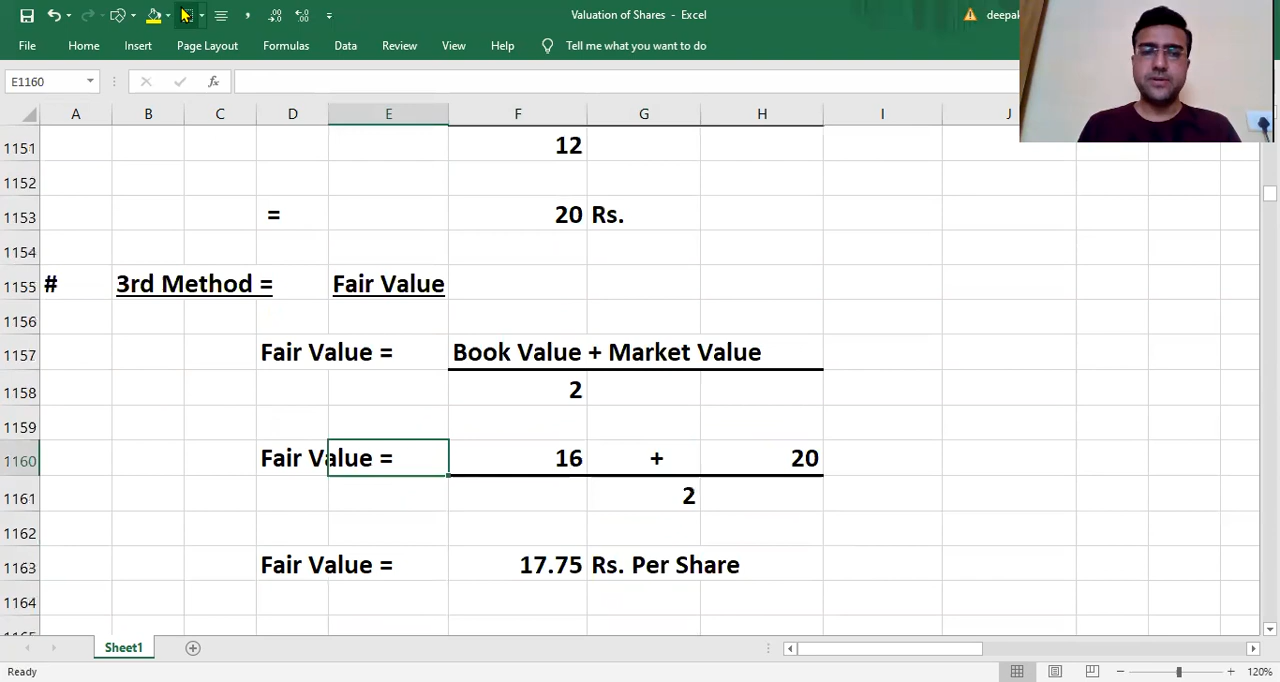 Valuation of Shares - Excel
deepak
File Home Insert Page Layout Formulas Data Review View Help Tell me what you want to do
E1160 fx
A B C D E F G H I J
1151 12
1152
1153 = 20 Rs.
1154
1155 # 3rd Method = Fair Value
1156
1157 Fair Value = Book Value + Market Value
1158 2
1159
1160 Fair Value = 16 + 20
1161 2
1162
1163 Fair Value = 17.75 Rs. Per Share
1164
1165
Sheet1
Ready 120%